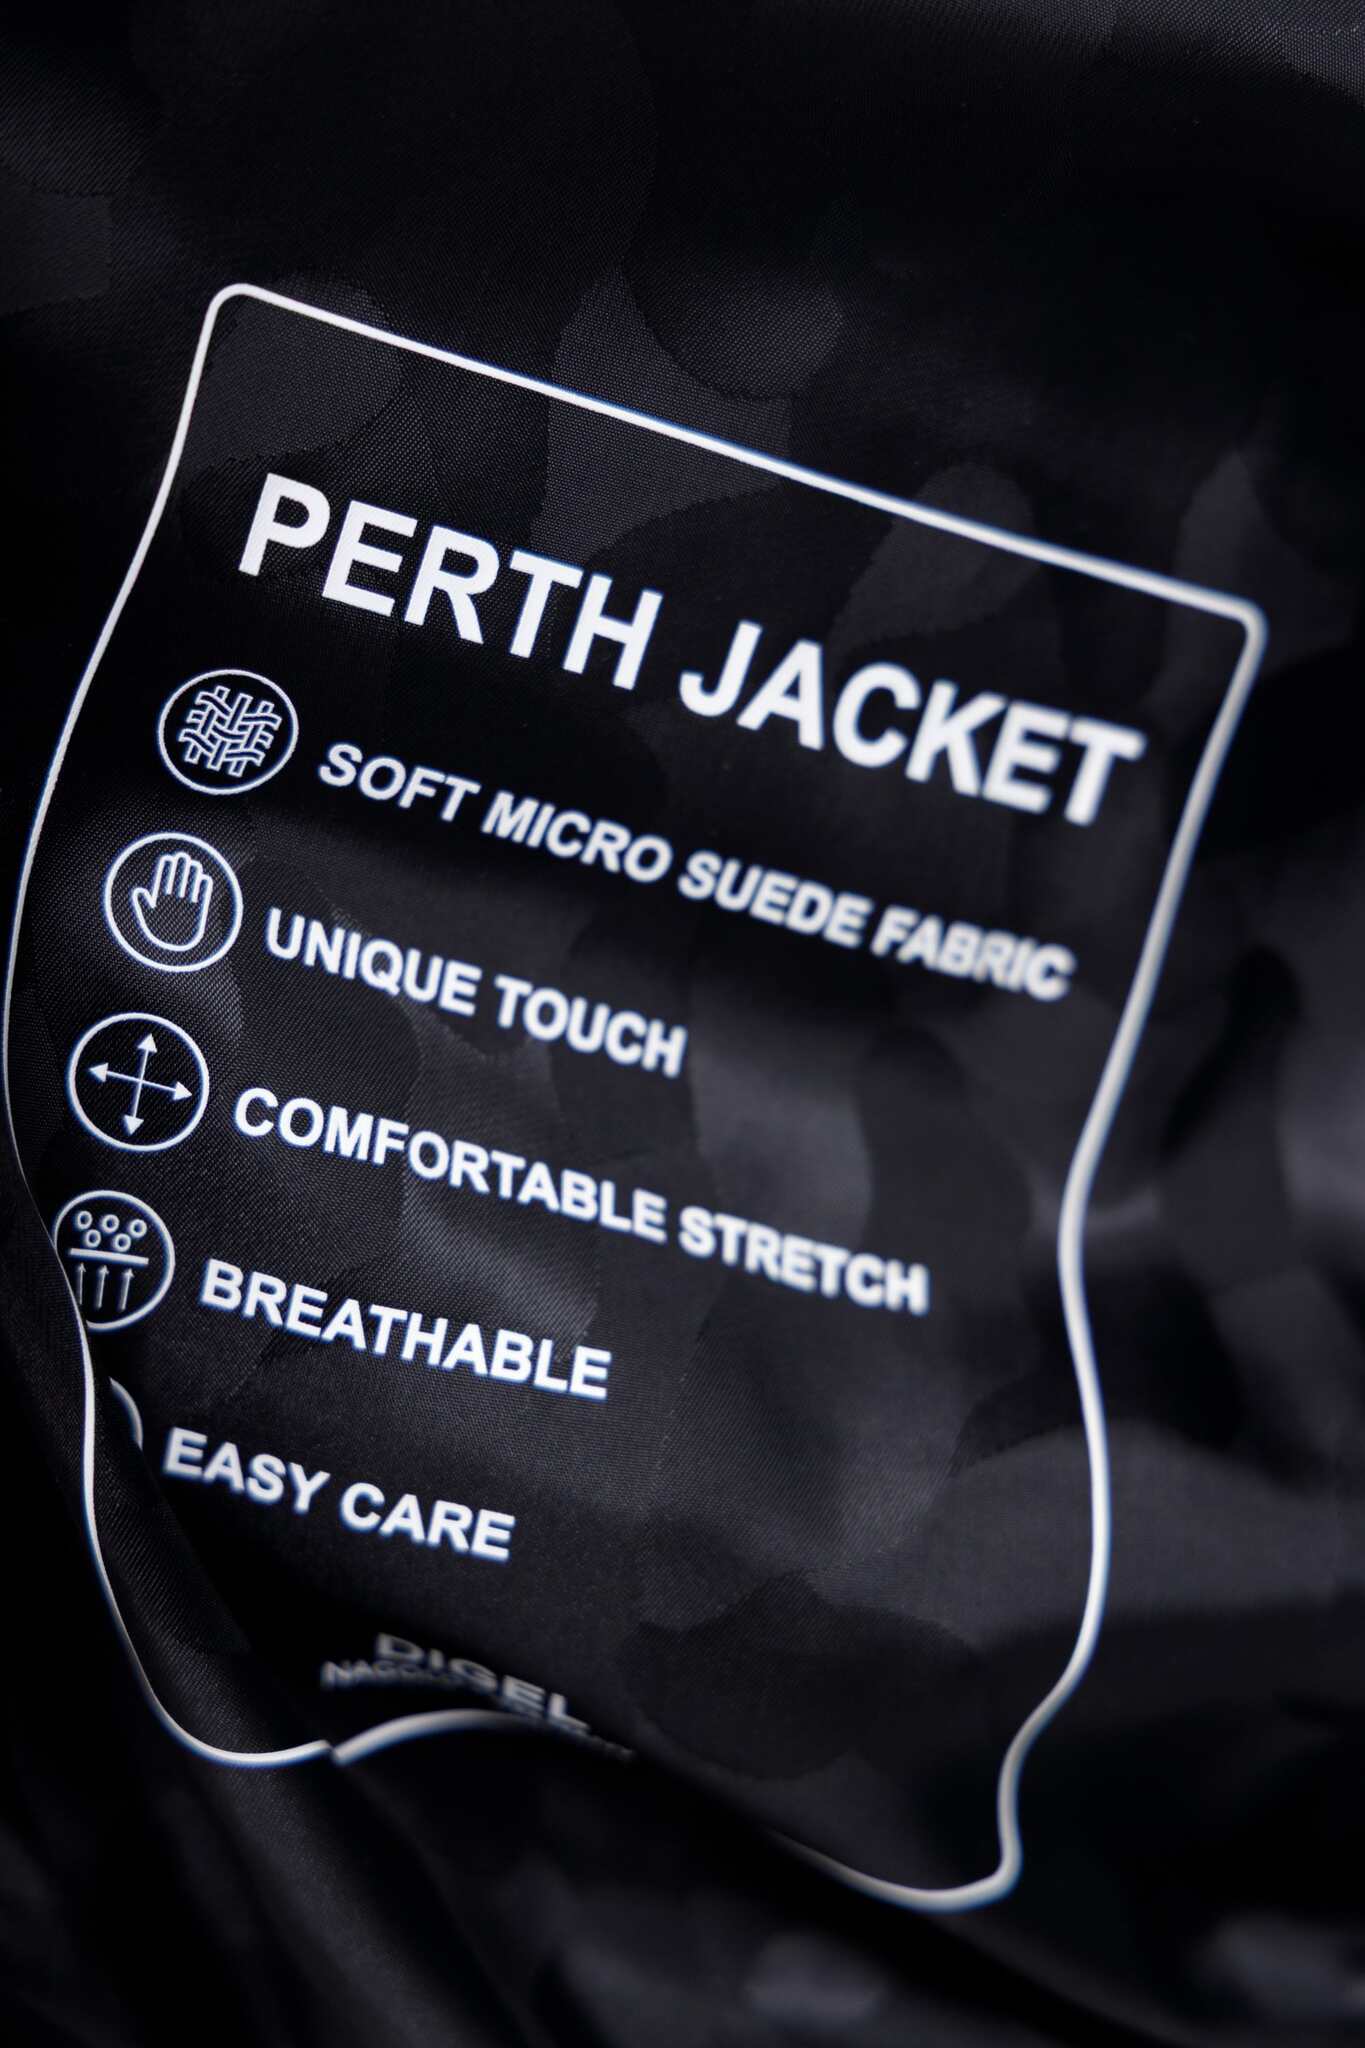 PERTH JACKET
SOFT MICRO SUEDE FABRIC
UNIQUE TOUCH
COMFORTABLE STRETCH
BREATHABLE
EASY CARE
DIGEL